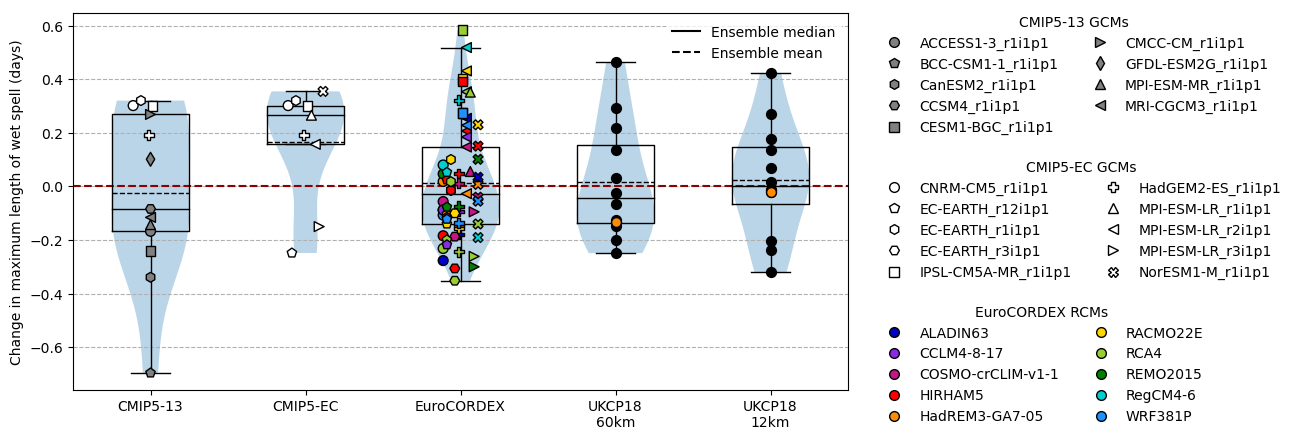 Change in maximum length of wet spell (days)
0.6
0.4
0.2
0.0
−0.2
−0.4
−0.6
CMIP5-13
CMIP5-EC
EuroCORDEX
UKCP18
60km
UKCP18
12km
Ensemble median
Ensemble mean
CMIP5-13 GCMs
ACCESS1-3_r1i1p1
BCC-CSM1-1_r1i1p1
CanESM2_r1i1p1
CCSM4_r1i1p1
CESM1-BGC_r1i1p1
CMCC-CM_r1i1p1
GFDL-ESM2G_r1i1p1
MPI-ESM-MR_r1i1p1
MRI-CGCM3_r1i1p1
CMIP5-EC GCMs
CNRM-CM5_r1i1p1
EC-EARTH_r12i1p1
EC-EARTH_r1i1p1
EC-EARTH_r3i1p1
IPSL-CM5A-MR_r1i1p1
HadGEM2-ES_r1i1p1
MPI-ESM-LR_r1i1p1
MPI-ESM-LR_r2i1p1
MPI-ESM-LR_r3i1p1
NorESM1-M_r1i1p1
EuroCORDEX RCMs
ALADIN63
CCLM4-8-17
COSMO-crCLIM-v1-1
HIRHAM5
HadREM3-GA7-05
RACMO22E
RCA4
REMO2015
RegCM4-6
WRF381P